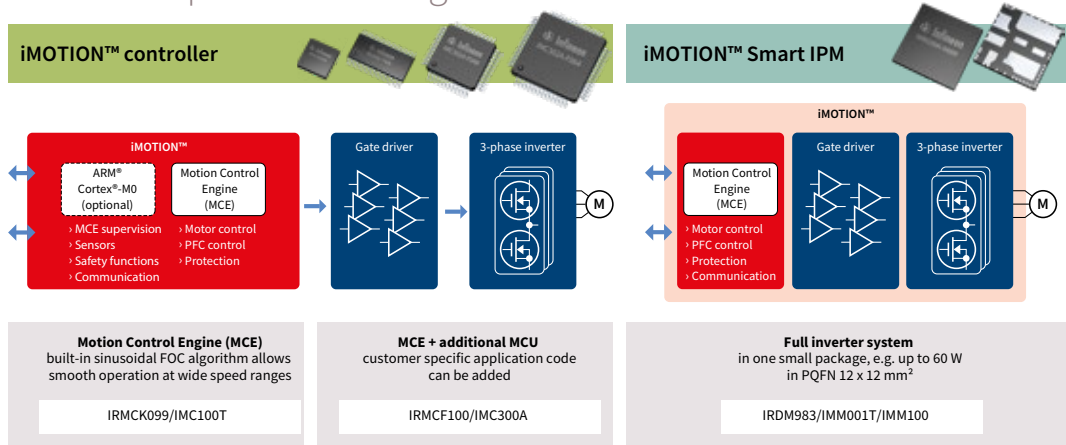 iMOTION™ controller
iMOTION™ Smart IPM
iMOTION™
ARM®
Cortex®-M0
(optional)
› MCE supervision
› Sensors
› Safety functions
› Communication
Motion Control
Engine
(MCE)
› Motor control
› PFC control
› Protection
Gate driver
3-phase inverter
M
iMOTION™
Motion Control
Engine
(MCE)
› Motor control
› PFC control
› Protection
› Communication
Gate driver
3-phase inverter
M
Motion Control Engine (MCE)
built-in sinusoidal FOC algorithm allows
smooth operation at wide speed ranges
IRMCK099/IMC100T
MCE + additional MCU
customer specific application code
can be added
IRMCF100/IMC300A
Full inverter system
in one small package, e.g. up to 60 W
in PQFN 12 x 12 mm²
IRDM983/IMM001T/IMM100